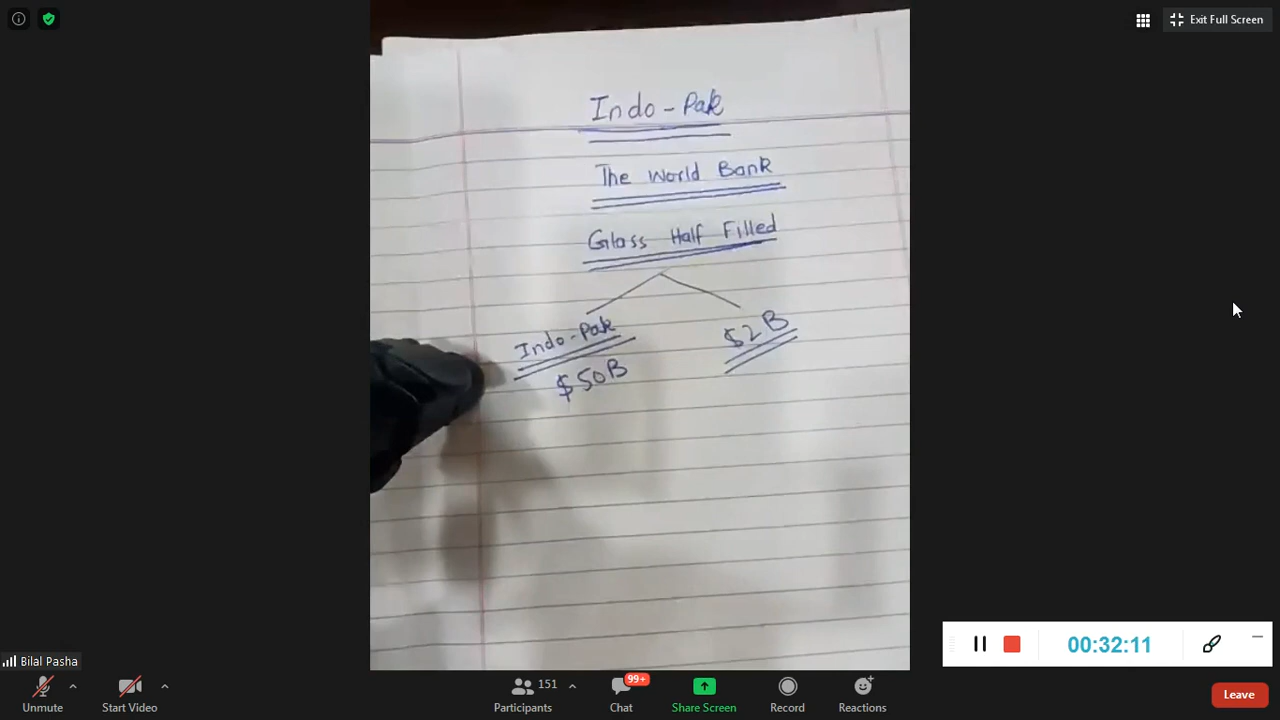 Exit Full Screen
Indo-Pak
The World Bank
Glass Half Filled
Indo-Pak
$2B
$50B
00:32:11
Bilal Pasha
151
99+
Unmute
Start Video
Participants
Chat
Share Screen
Record
Reactions
Leave